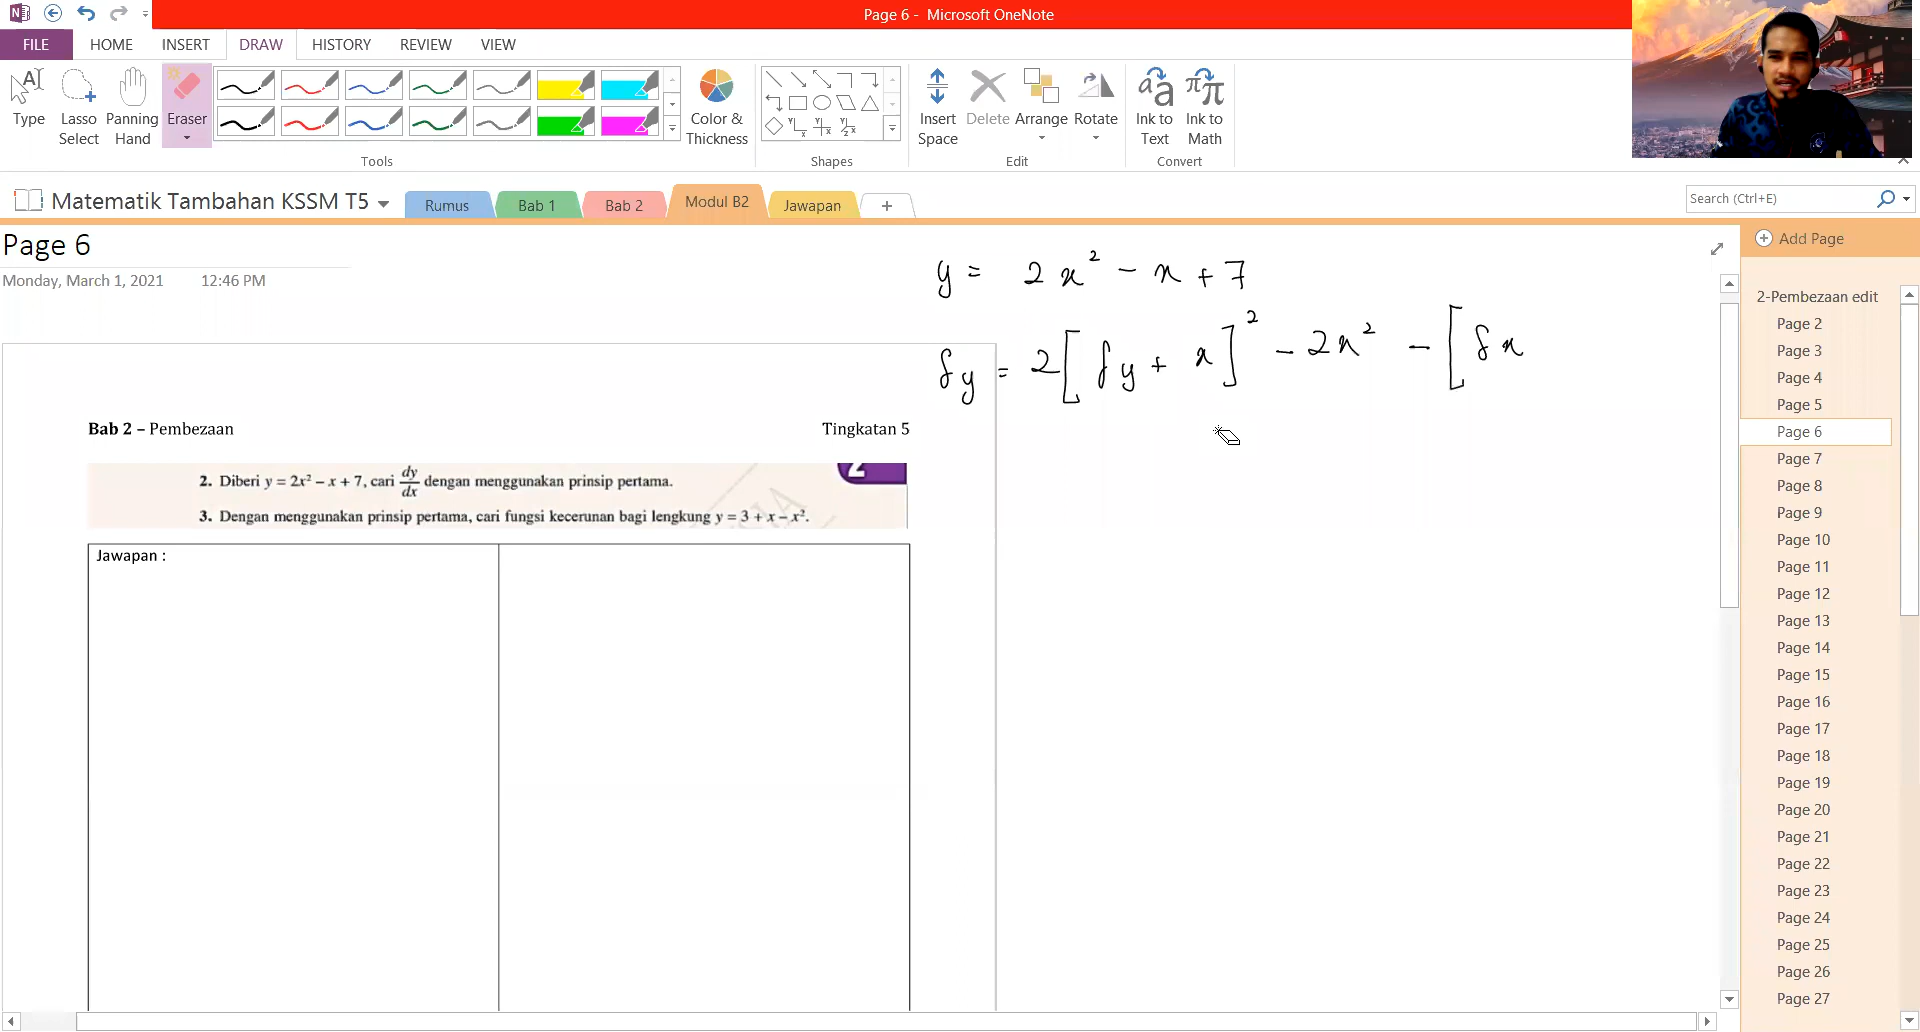 Page 6 - Microsoft OneNote
FILE HOME INSERT DRAW HISTORY REVIEW VIEW
Type
Lasso Select
Panning Hand
Eraser
Color & Thickness
Insert Space
Delete
Arrange
Rotate
Ink to Text
Ink to Math
Tools
Shapes
Edit
Convert
Matematik Tambahan KSSM T5
Rumus
Bab 1
Bab 2
Modul B2
Jawapan
Search (Ctrl+E)
Page 6
Monday, March 1, 2021 12:46 PM
y = 2x² - x + 7
δy = 2[δy + x]² - 2x² - [δx
Bab 2 – Pembezaan
Tingkatan 5
2
2. Diberi y = 2x² – x + 7, cari dy/dx dengan menggunakan prinsip pertama.
3. Dengan menggunakan prinsip pertama, cari fungsi kecerunan bagi lengkung y = 3 + x – x².
Jawapan :
Add Page
2-Pembezaan edit
Page 2
Page 3
Page 4
Page 5
Page 6
Page 7
Page 8
Page 9
Page 10
Page 11
Page 12
Page 13
Page 14
Page 15
Page 16
Page 17
Page 18
Page 19
Page 20
Page 21
Page 22
Page 23
Page 24
Page 25
Page 26
Page 27